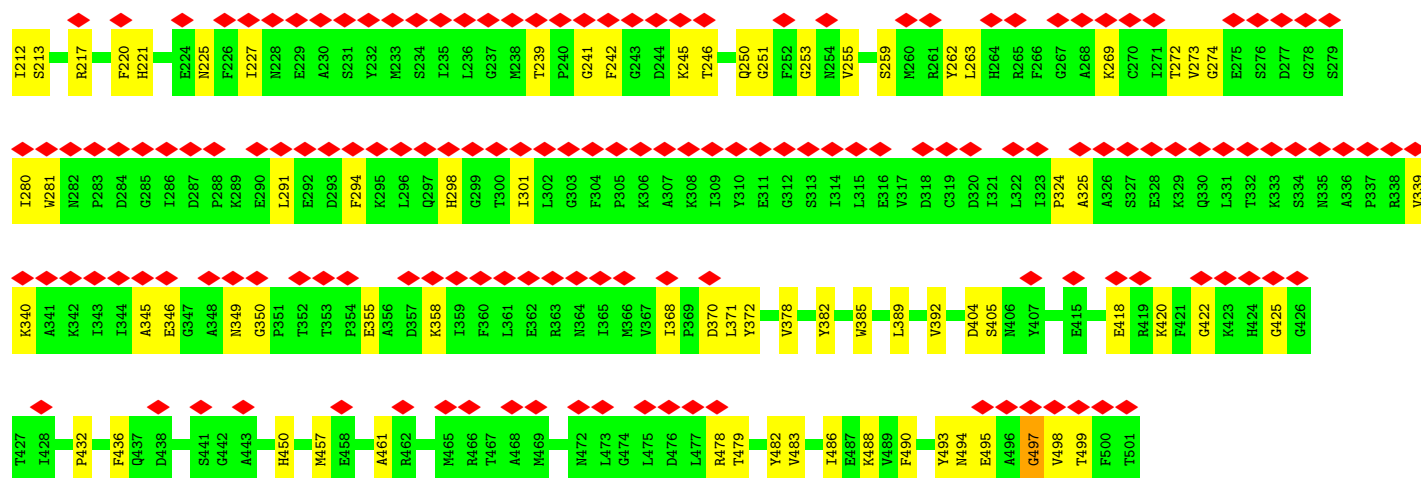 I212 S213 R217 F220 H221 E224 N225 F226 I227 N228 E229 A230 S231 Y232 M233 S234 I235 L236 G237 M238 T239 P240 G241 F242 G243 D244 K245 T246 Q250 G251 F252 G253 N254 V255 S259 M260 R261 Y262 L263 H264 R265 F266 G267 A268 K269 C270 I271 T272 V273 G274 E275 S276 D277 G278 S279
I280 W281 N282 P283 D284 G285 I286 D287 P288 K289 E290 L291 E292 D293 F294 K295 L296 Q297 H298 G299 T300 I301 L302 G303 F304 P305 K306 A307 K308 I309 Y310 E311 G312 S313 I314 L315 E316 V317 D318 C319 D320 I321 L322 I323 P324 A325 A326 S327 E328 K329 Q330 L331 T332 K333 S334 N335 A336 P337 R338 V339
K340 A341 K342 I343 I344 A345 E346 G347 A348 N349 G350 P351 T352 T353 P354 E355 A356 D357 K358 I359 F360 L361 E362 R363 N364 I365 M366 V367 I368 P369 D370 L371 Y372 V378 Y382 W385 L389 V392 D404 S405 N406 Y407 E415 E418 R419 K420 F421 G422 K423 H424 G425 G426
T427 I428 P432 F436 Q437 D438 S441 G442 A443 H450 M457 E458 A461 R462 M465 R466 T467 A468 M469 N472 L473 G474 L475 D476 L477 R478 T479 Y482 V483 I486 E487 K488 V489 F490 Y493 N494 E495 A496 G497 V498 T499 F500 T501